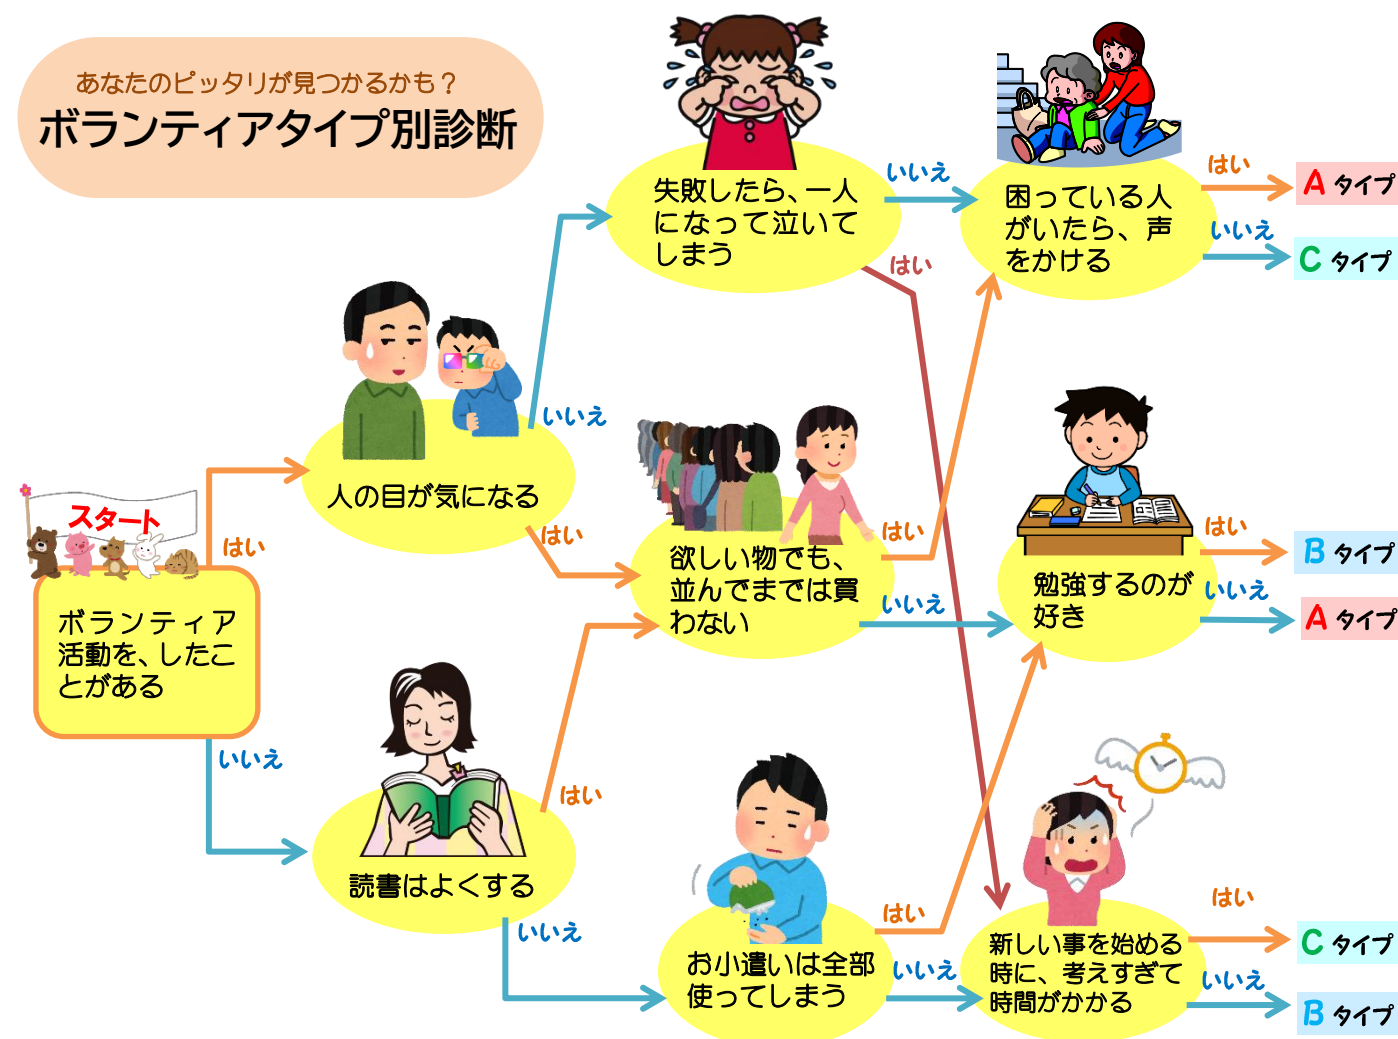 あなたのピッタリが見つかるかも？
ボランティアタイプ別診断
スタート
ボランティア
活動を、したこ
とがある
はい
いいえ
人の目が気になる
いいえ
はい
読書はよくする
はい
いいえ
失敗したら、一人
になって泣いて
しまう
いいえ
はい
欲しい物でも、
並んでまでは買
わない
はい
いいえ
お小遣いは全部
使ってしまう
はい
いいえ
困っている人
がいたら、声
をかける
はい
A タイプ
いいえ
C タイプ
勉強するのが
好き
はい
B タイプ
いいえ
A タイプ
新しい事を始める
時に、考えすぎて
時間がかかる
はい
C タイプ
いいえ
B タイプ